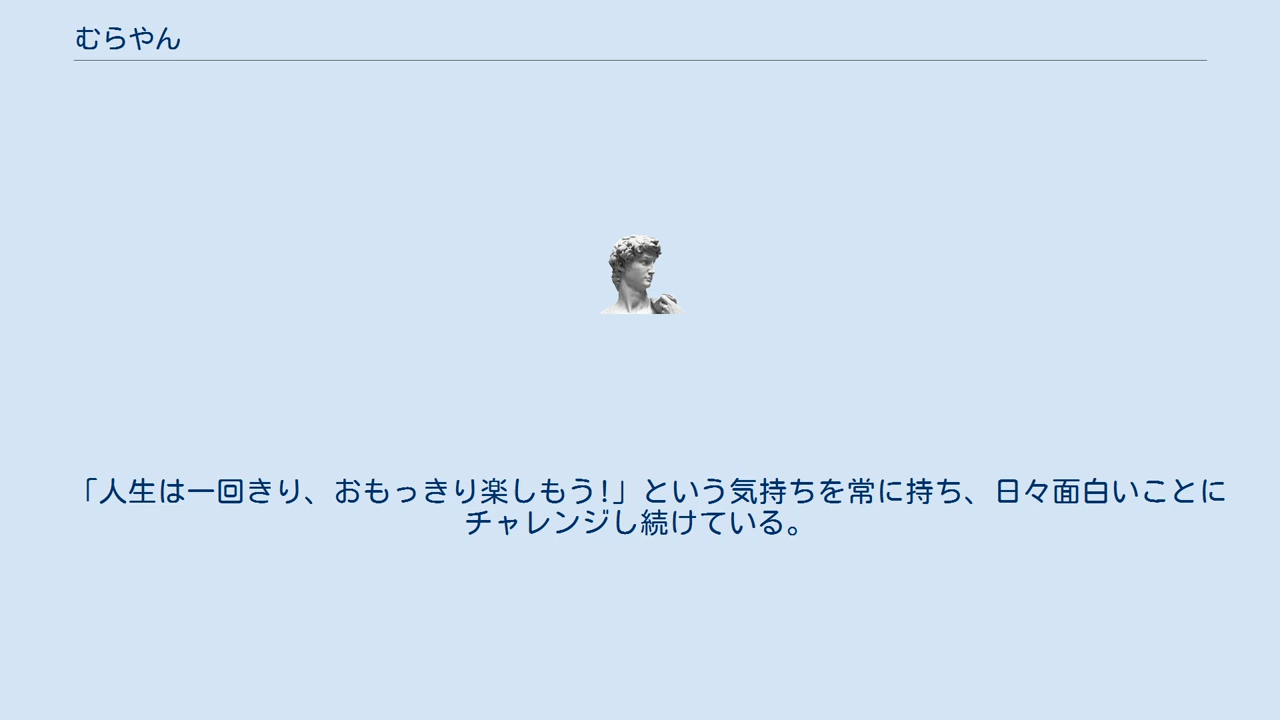 むらやん
「人生は一回きり、おもっきり楽しもう!」という気持ちを常に持ち、日々面白いことに
チャレンジし続けている。